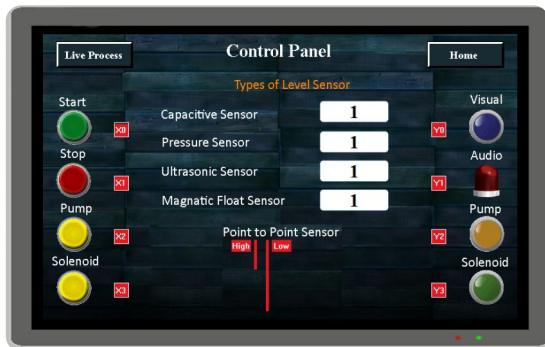 Live Process
Control Panel
Home
Types of Level Sensor
Start
Visual
Capacitive Sensor
1
X0
Y0
Pressure Sensor
1
Stop
Audio
Ultrasonic Sensor
1
X1
Y1
Magnatic Float Sensor
1
Pump
Pump
Point to Point Sensor
X2
Y2
High
Low
Solenoid
Solenoid
X3
Y3